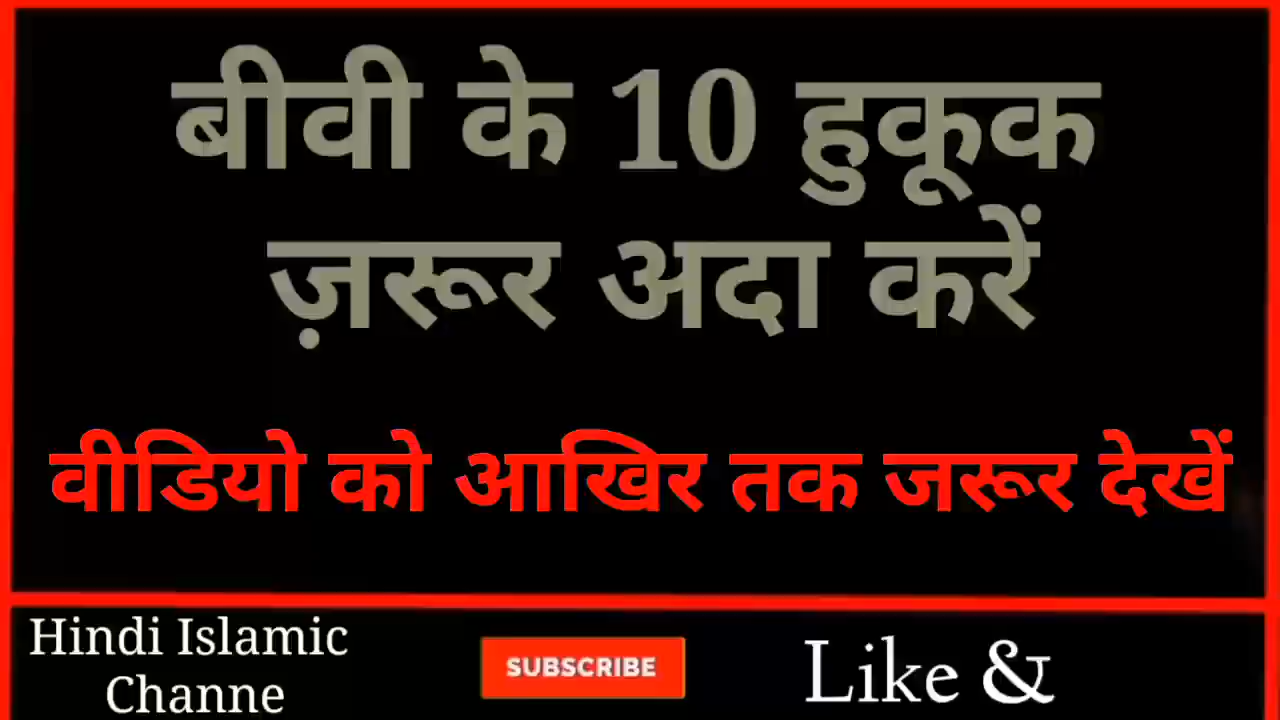 बीवी के 10 हुकूक
ज़रूर अदा करें
वीडियो को आखिर तक जरूर देखें
Hindi Islamic
Channe
SUBSCRIBE
Like &